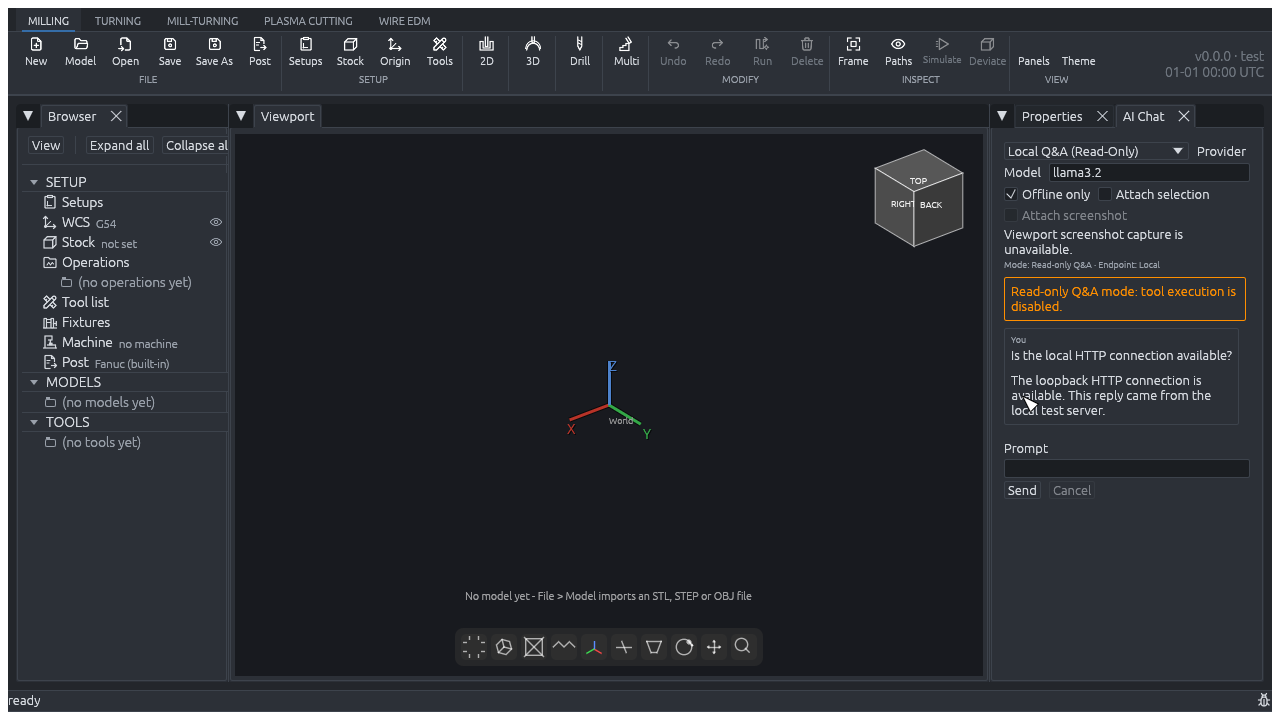 MILLING TURNING MILL-TURNING PLASMA CUTTING WIRE EDM
New Model Open Save Save As Post Setups Stock Origin Tools 2D 3D Drill Multi Undo Redo Run Delete Frame Paths Simulate Deviate Panels Theme
FILE SETUP MODIFY INSPECT VIEW
v0.0.0 · test
01-01 00:00 UTC
Browser
View Expand all Collapse al
SETUP
Setups
WCS G54
Stock not set
Operations
(no operations yet)
Tool list
Fixtures
Machine no machine
Post Fanuc (built-in)
MODELS
(no models yet)
TOOLS
(no tools yet)
Viewport
TOP
RIGHT BACK
Z
X
World
Y
No model yet - File > Model imports an STL, STEP or OBJ file
Properties AI Chat
Local Q&A (Read-Only) Provider
Model llama3.2
Offline only Attach selection
Attach screenshot
Viewport screenshot capture is
unavailable.
Mode: Read-only Q&A · Endpoint: Local
Read-only Q&A mode: tool execution is
disabled.
You
Is the local HTTP connection available?
The loopback HTTP connection is
available. This reply came from the
local test server.
Prompt
Send Cancel
ready